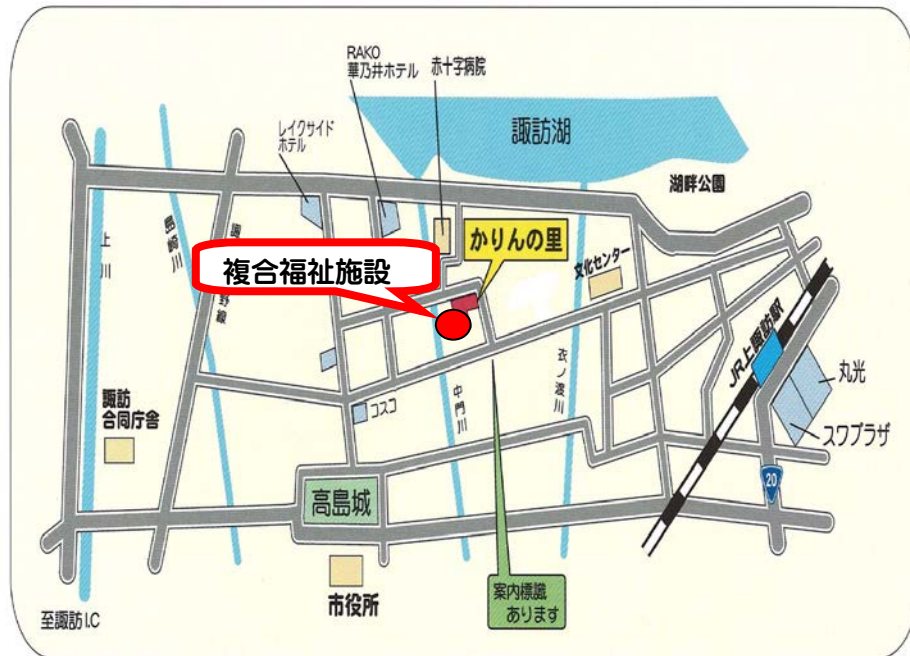 RAKO
華乃井ホテル
赤十字病院
レイクサイド
ホテル
諏訪湖
湖畔公園
上川
島崎川
野線
複合福祉施設
かりんの里
文化センター
JR上諏訪駅
丸光
スワプラザ
20
諏訪
合同庁舎
コスコ
中門川
衣ノ渡川
高島城
市役所
案内標識
あります
至諏訪I.C